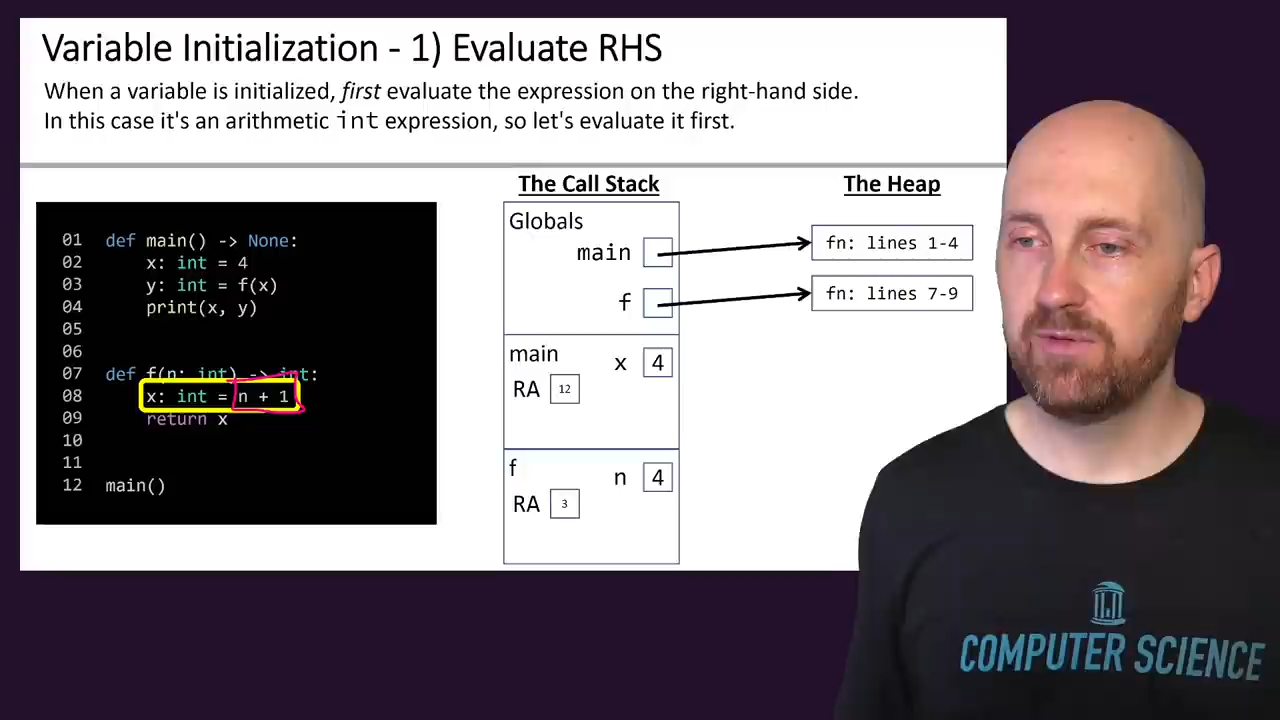 Variable Initialization - 1) Evaluate RHS
When a variable is initialized, first evaluate the expression on the right-hand side.
In this case it's an arithmetic int expression, so let's evaluate it first.
01 def main() -> None:
02 x: int = 4
03 y: int = f(x)
04 print(x, y)
05
06
07 def f(n: int) -> int:
08 x: int = n + 1
09 return x
10
11
12 main()
The Call Stack
Globals
main
f
main
x 4
RA 12
f
n 4
RA 3
The Heap
fn: lines 1-4
fn: lines 7-9
COMPUTER SCIENCE